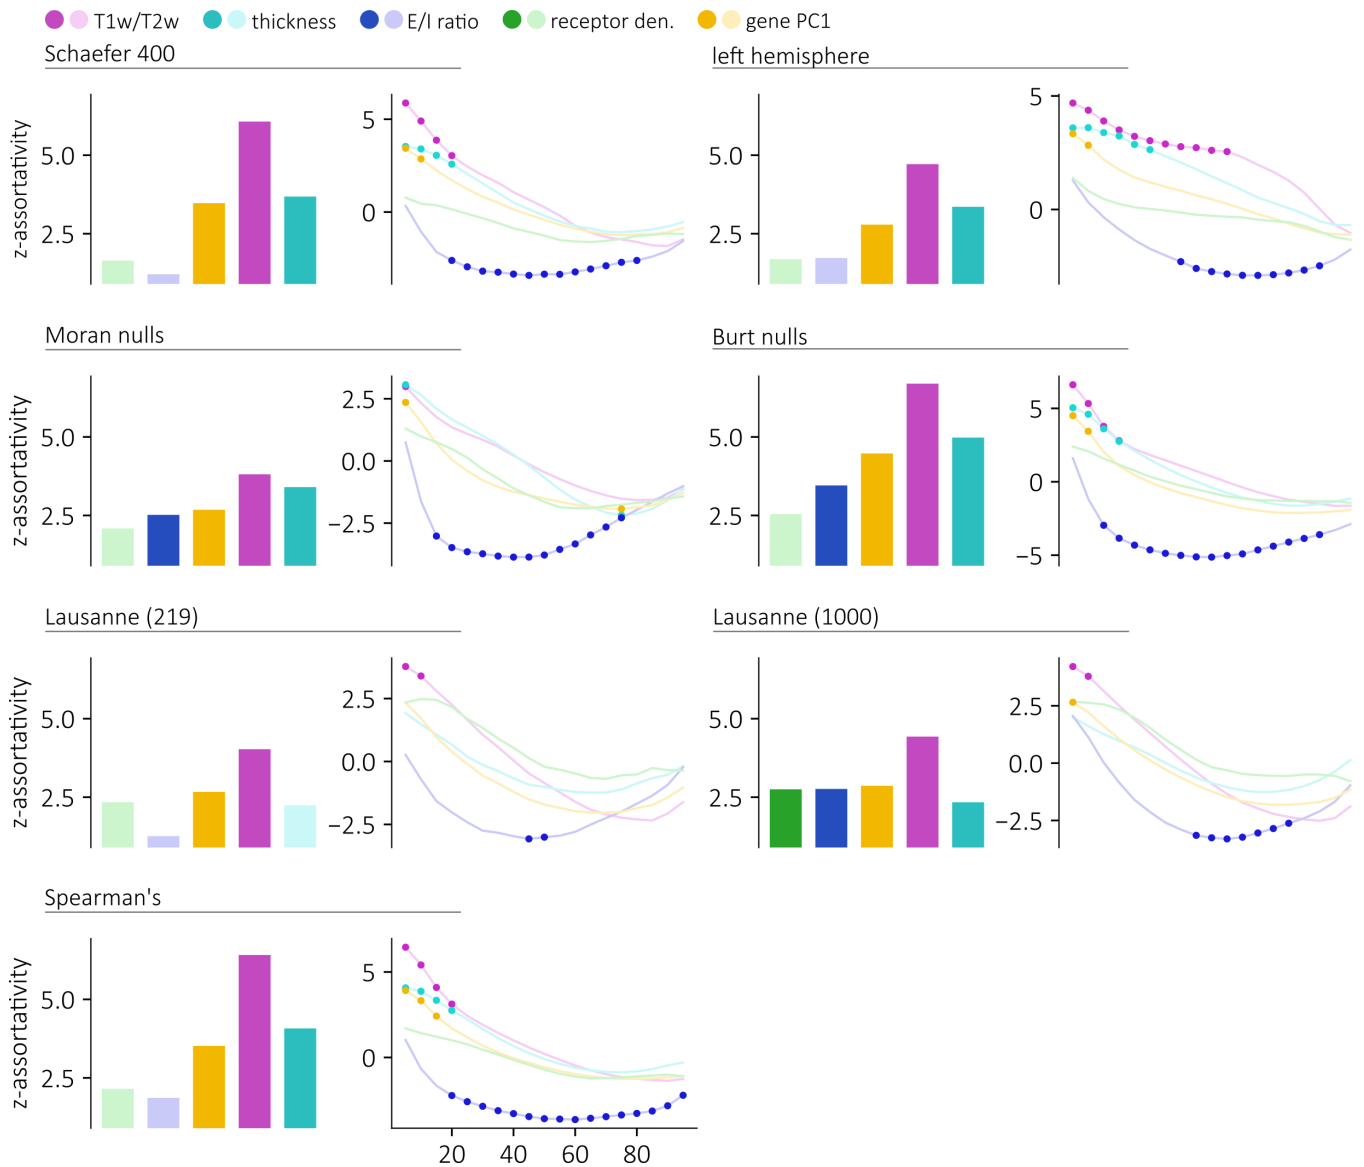 T1w/T2w thickness E/I ratio receptor den. gene PC1
Schaefer 400
left hemisphere
z-assortativity
5.0
2.5
5
0
5.0
2.5
5
0
Moran nulls
Burt nulls
z-assortativity
5.0
2.5
2.5
0.0
−2.5
5.0
2.5
5
0
−5
Lausanne (219)
Lausanne (1000)
z-assortativity
5.0
2.5
2.5
0.0
−2.5
5.0
2.5
2.5
0.0
−2.5
Spearman's
z-assortativity
5.0
2.5
5
0
20 40 60 80